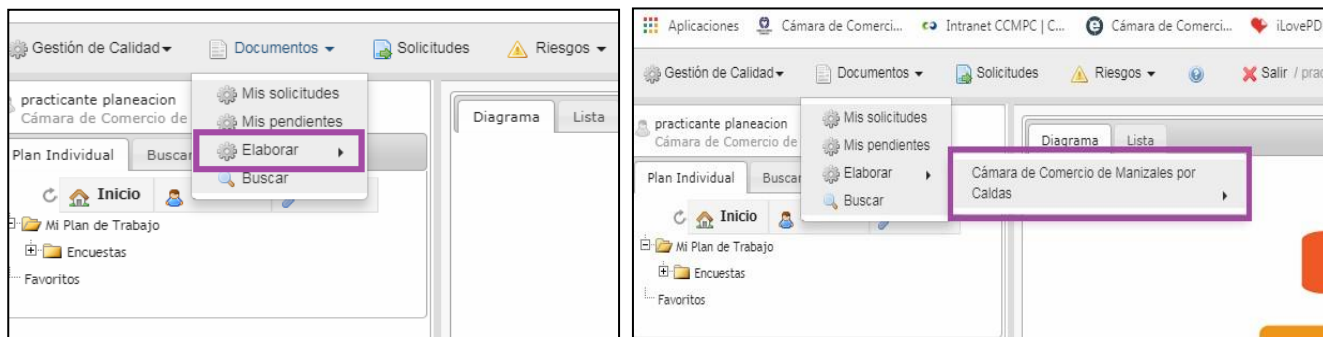 Gestión de Calidad Documentos Solicitudes Riesgos
practicante planeacion
Cámara de Comercio de
Mis solicitudes
Mis pendientes
Elaborar
Buscar
Plan Individual Buscar
Inicio
Mi Plan de Trabajo
Encuestas
Favoritos
Diagrama Lista
Aplicaciones Cámara de Comerci... Intranet CCMPC | C... Cámara de Comerci... iLovePD
Gestión de Calidad Documentos Solicitudes Riesgos Salir / prac
practicante planeacion
Cámara de Comercio de
Mis solicitudes
Mis pendientes
Elaborar
Buscar
Cámara de Comercio de Manizales por
Caldas
Plan Individual Buscar
Inicio
Mi Plan de Trabajo
Encuestas
Favoritos
Diagrama Lista